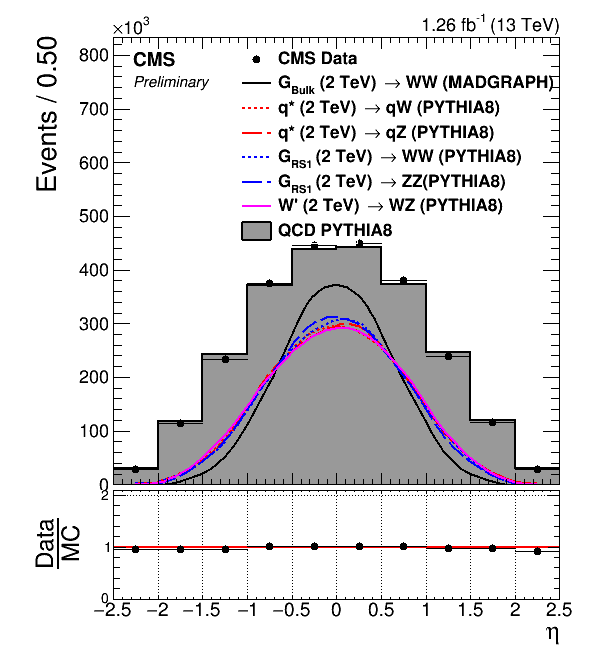 ×10³
1.26 fb⁻¹ (13 TeV)
Events / 0.50
800
700
600
500
400
300
200
100
0
CMS
Preliminary
CMS Data
G_Bulk (2 TeV) → WW (MADGRAPH)
q* (2 TeV) → qW (PYTHIA8)
q* (2 TeV) → qZ (PYTHIA8)
G_RS1 (2 TeV) → WW (PYTHIA8)
G_RS1 (2 TeV) → ZZ(PYTHIA8)
W' (2 TeV) → WZ (PYTHIA8)
QCD PYTHIA8
Data
MC
2
1
0
−2.5 −2 −1.5 −1 −0.5 0 0.5 1 1.5 2 2.5
η